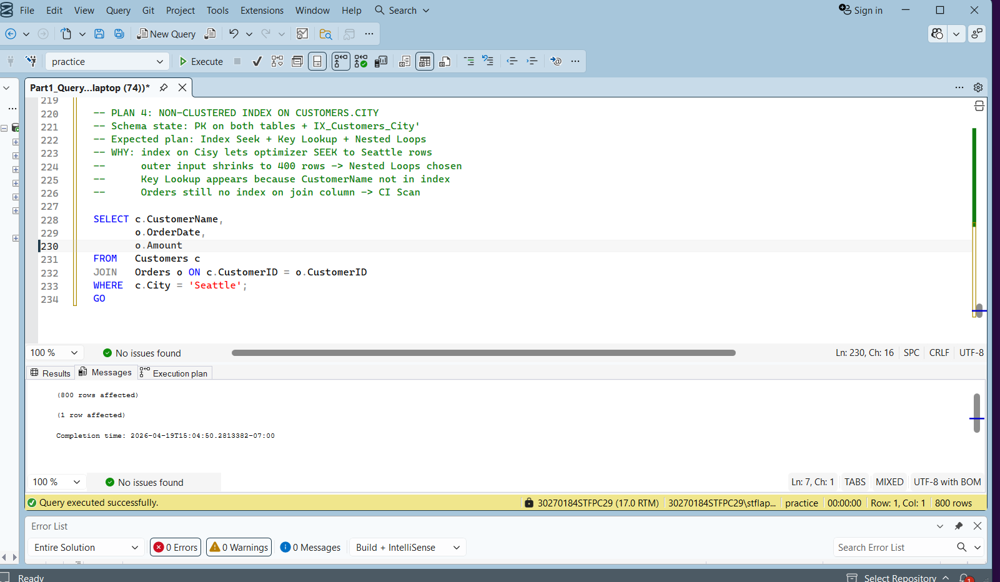 File Edit View Query Git Project Tools Extensions Window Help Search Sign in
New Query
practice Execute
Part1_Query...laptop (74))*
219
220 -- PLAN 4: NON-CLUSTERED INDEX ON CUSTOMERS.CITY
221 -- Schema state: PK on both tables + IX_Customers_City'
222 -- Expected plan: Index Seek + Key Lookup + Nested Loops
223 -- WHY: index on Cisy lets optimizer SEEK to Seattle rows
224 -- outer input shrinks to 400 rows -> Nested Loops chosen
225 -- Key Lookup appears because CustomerName not in index
226 -- Orders still no index on join column -> CI Scan
227
228 SELECT c.CustomerName,
229 o.OrderDate,
230 o.Amount
231 FROM Customers c
232 JOIN Orders o ON c.CustomerID = o.CustomerID
233 WHERE c.City = 'Seattle';
234 GO
100 % No issues found Ln: 230, Ch: 16 SPC CRLF UTF-8
Results Messages Execution plan
(800 rows affected)
(1 row affected)
Completion time: 2026-04-19T15:04:50.2813382-07:00
100 % No issues found Ln: 7, Ch: 1 TABS MIXED UTF-8 with BOM
Query executed successfully. 30270184STFPC29 (17.0 RTM) 30270184STFPC29\stflap... practice 00:00:00 Row: 1, Col: 1 800 rows
Error List
Entire Solution 0 Errors 0 Warnings 0 Messages Build + IntelliSense Search Error List
Ready Select Repository 1